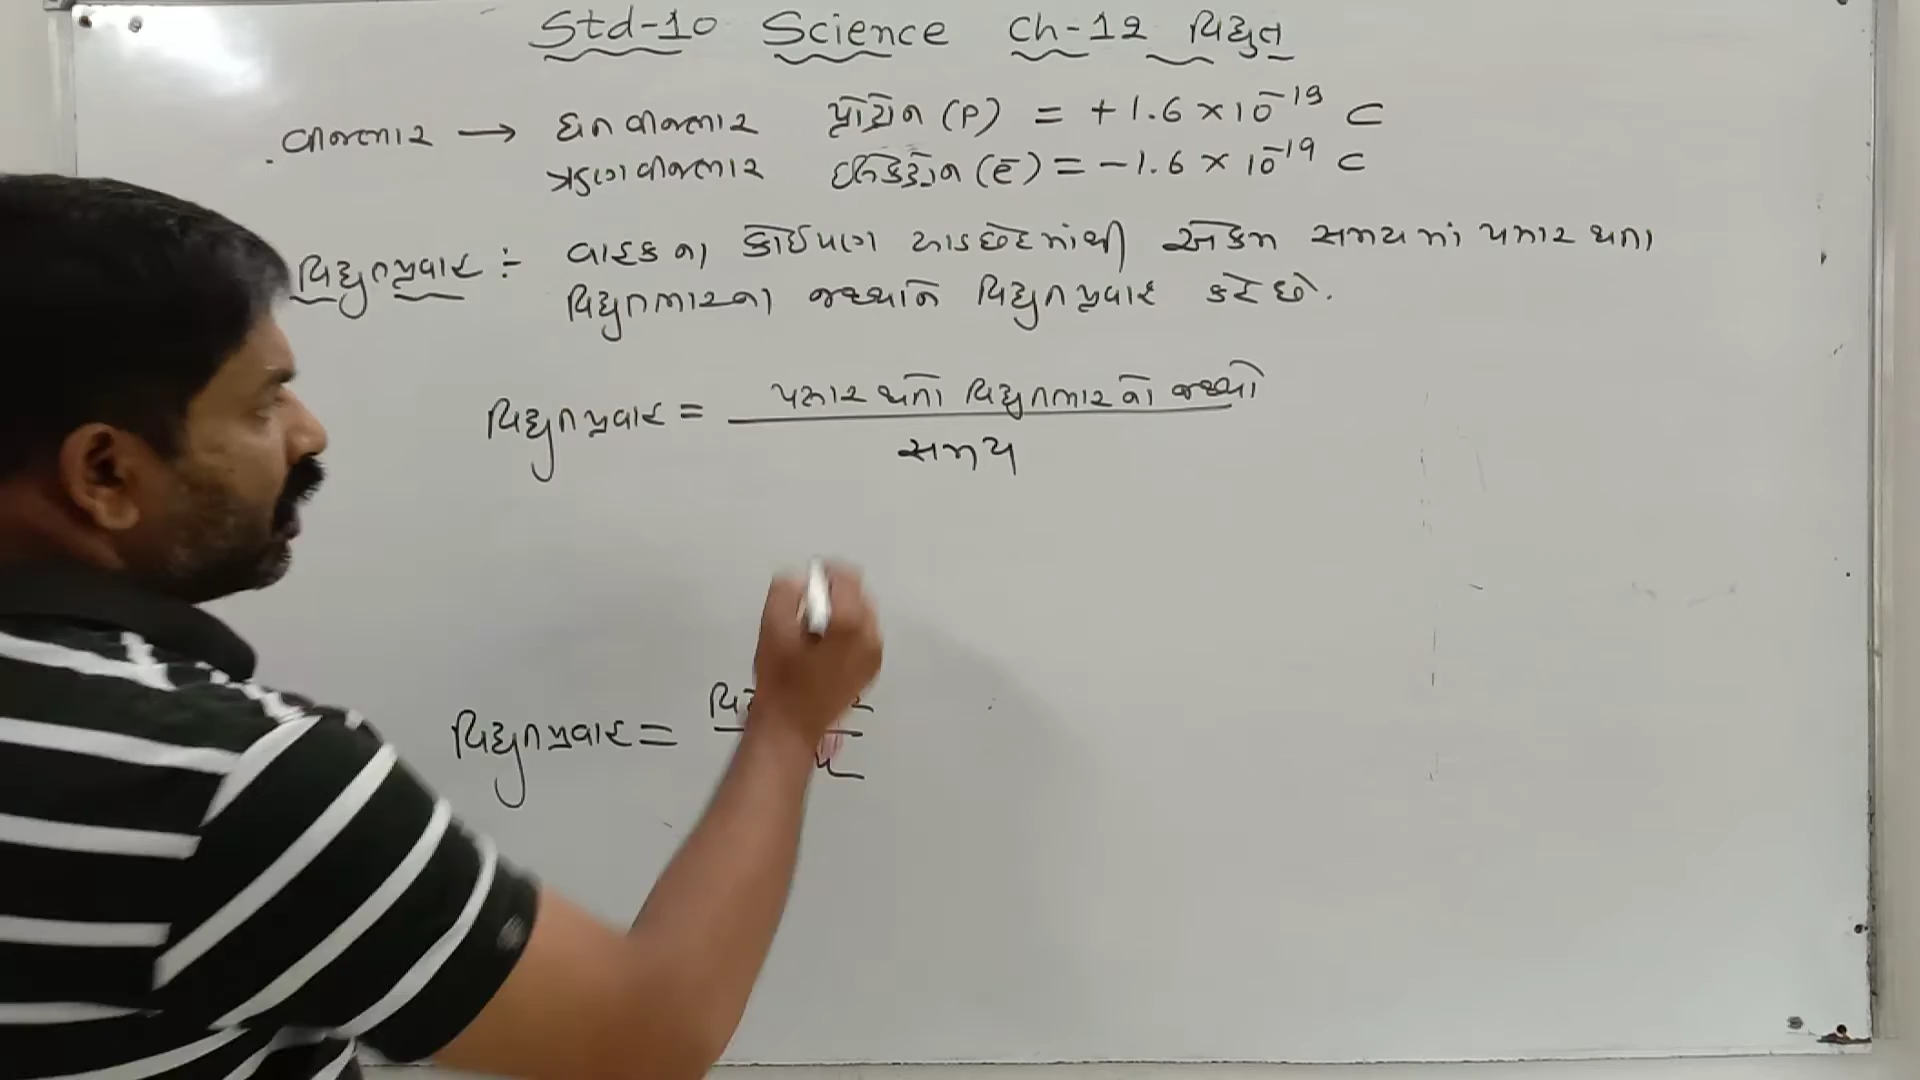 Std-10 Science Ch-12 વિદ્યુત
વીજભાર → ધન વીજભાર પ્રોટોન (P) = + 1.6 × 10⁻¹⁹ C
ઋણ વીજભાર ઇલેક્ટ્રોન (e⁻) = - 1.6 × 10⁻¹⁹ C
વિદ્યુતપ્રવાહ :- વાહકના કોઈપણ આડછેદમાંથી એકમ સમયમાં પસાર થતા
વિદ્યુતભારના જથ્થાને વિદ્યુતપ્રવાહ કહે છે.
વિદ્યુતપ્રવાહ = પસાર થતો વિદ્યુતભારનો જથ્થો
સમય
વિદ્યુતપ્રવાહ =